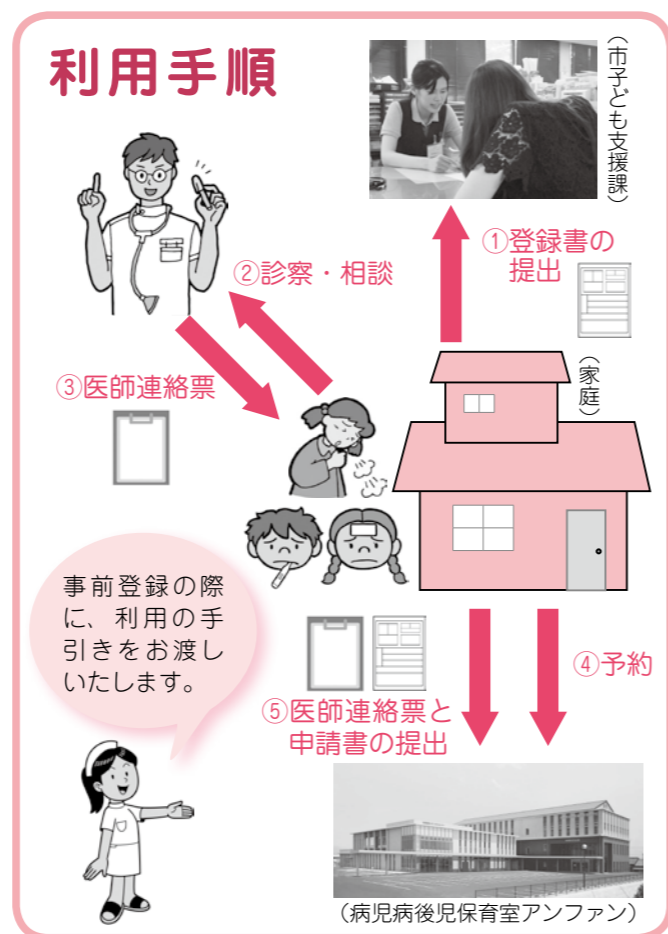 利用手順
(市子ども支援課)
①登録書の
提出
②診察・相談
③医師連絡票
(家庭)
事前登録の際
に、利用の手
引きをお渡し
いたします。
④予約
⑤医師連絡票と
申請書の提出
(病児病後児保育室アンファン)